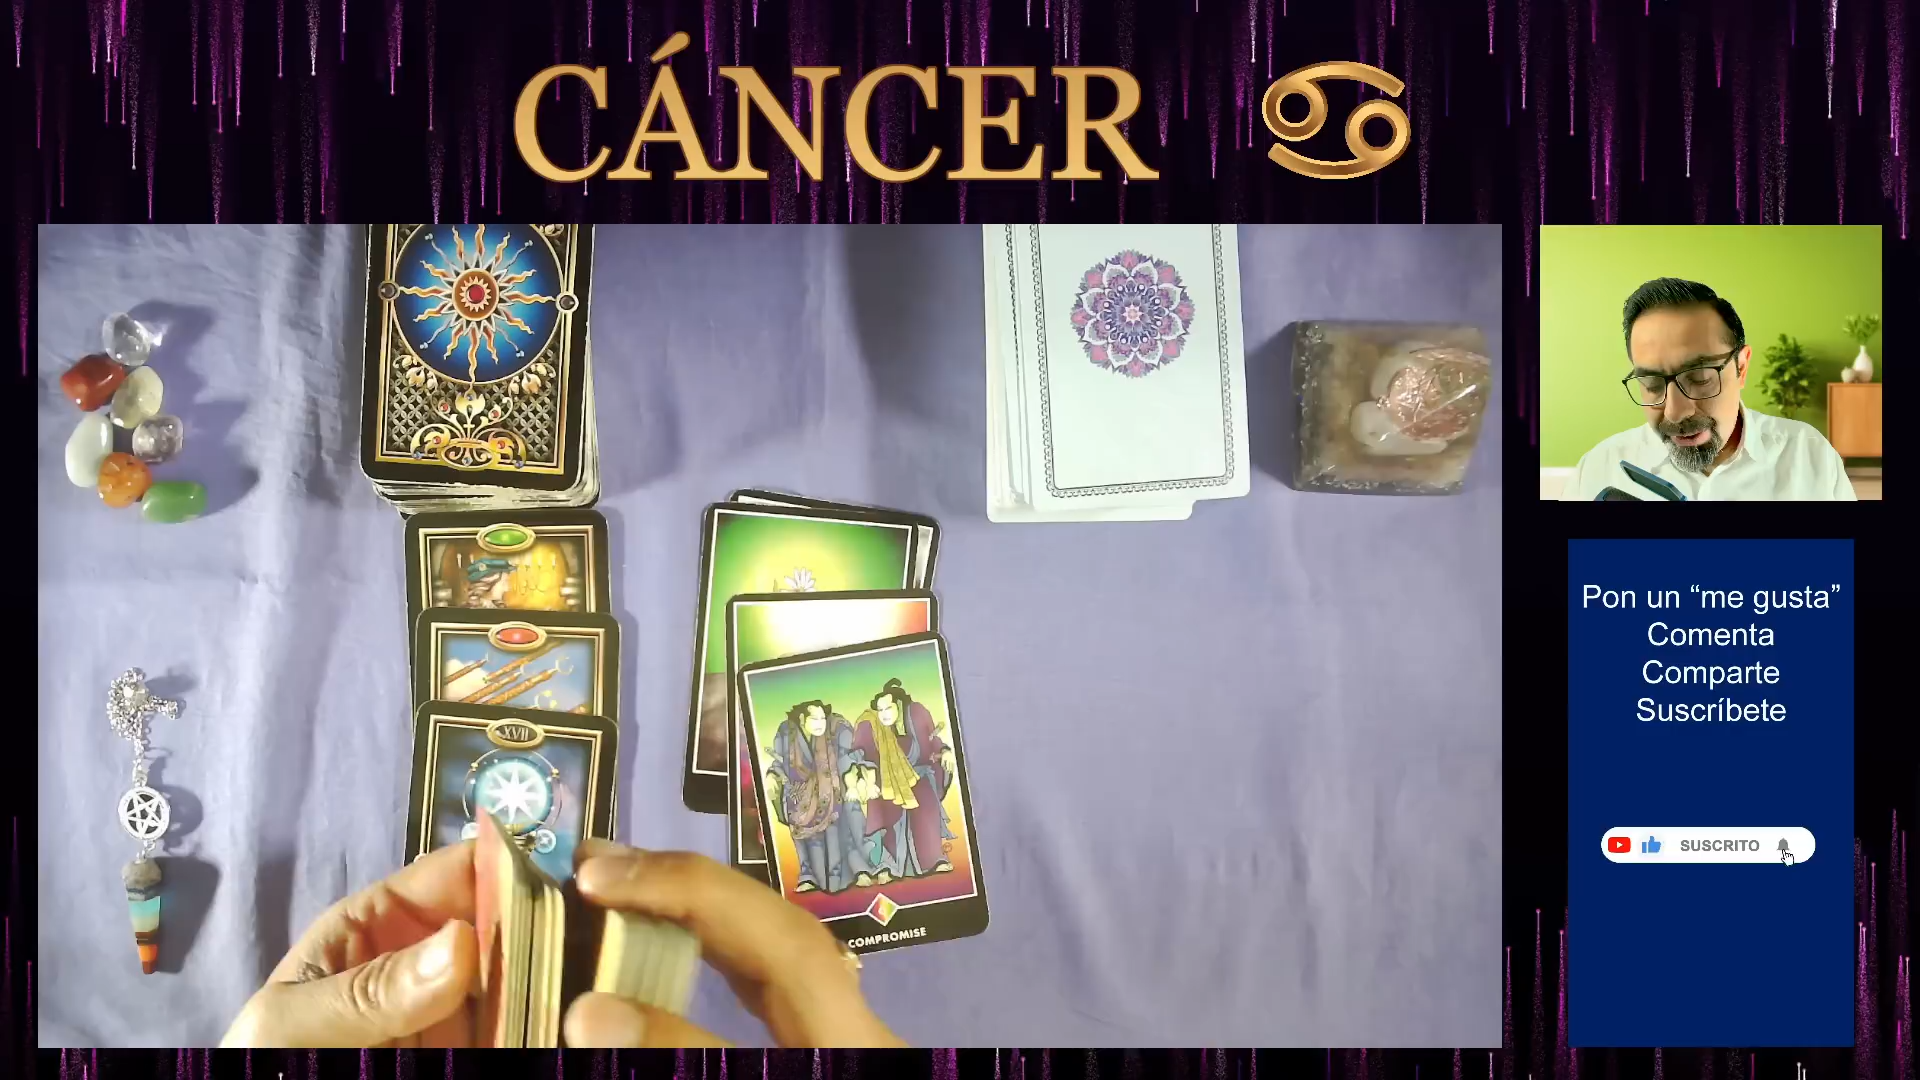 CÁNCER
XVII
COMPROMISE
Pon un “me gusta”
Comenta
Comparte
Suscríbete
SUSCRITO